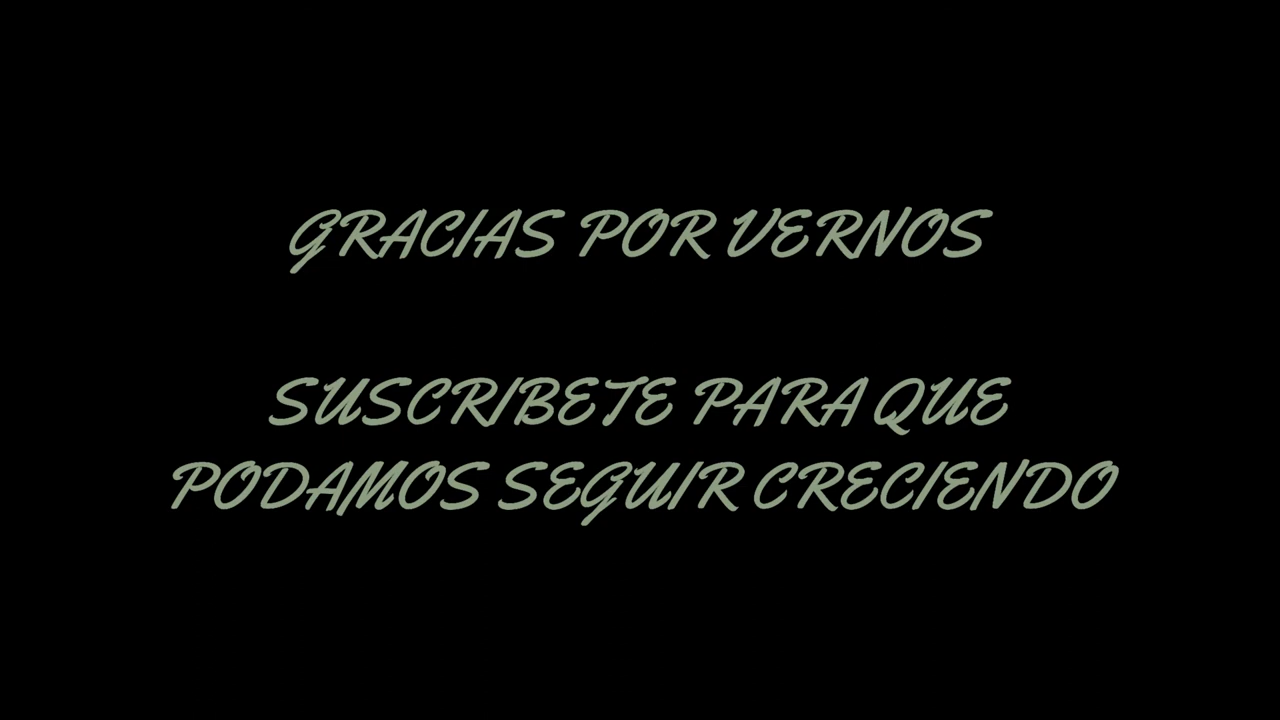 GRACIAS POR VERNOS
SUSCRIBETE PARA QUE
PODAMOS SEGUIR CRECIENDO